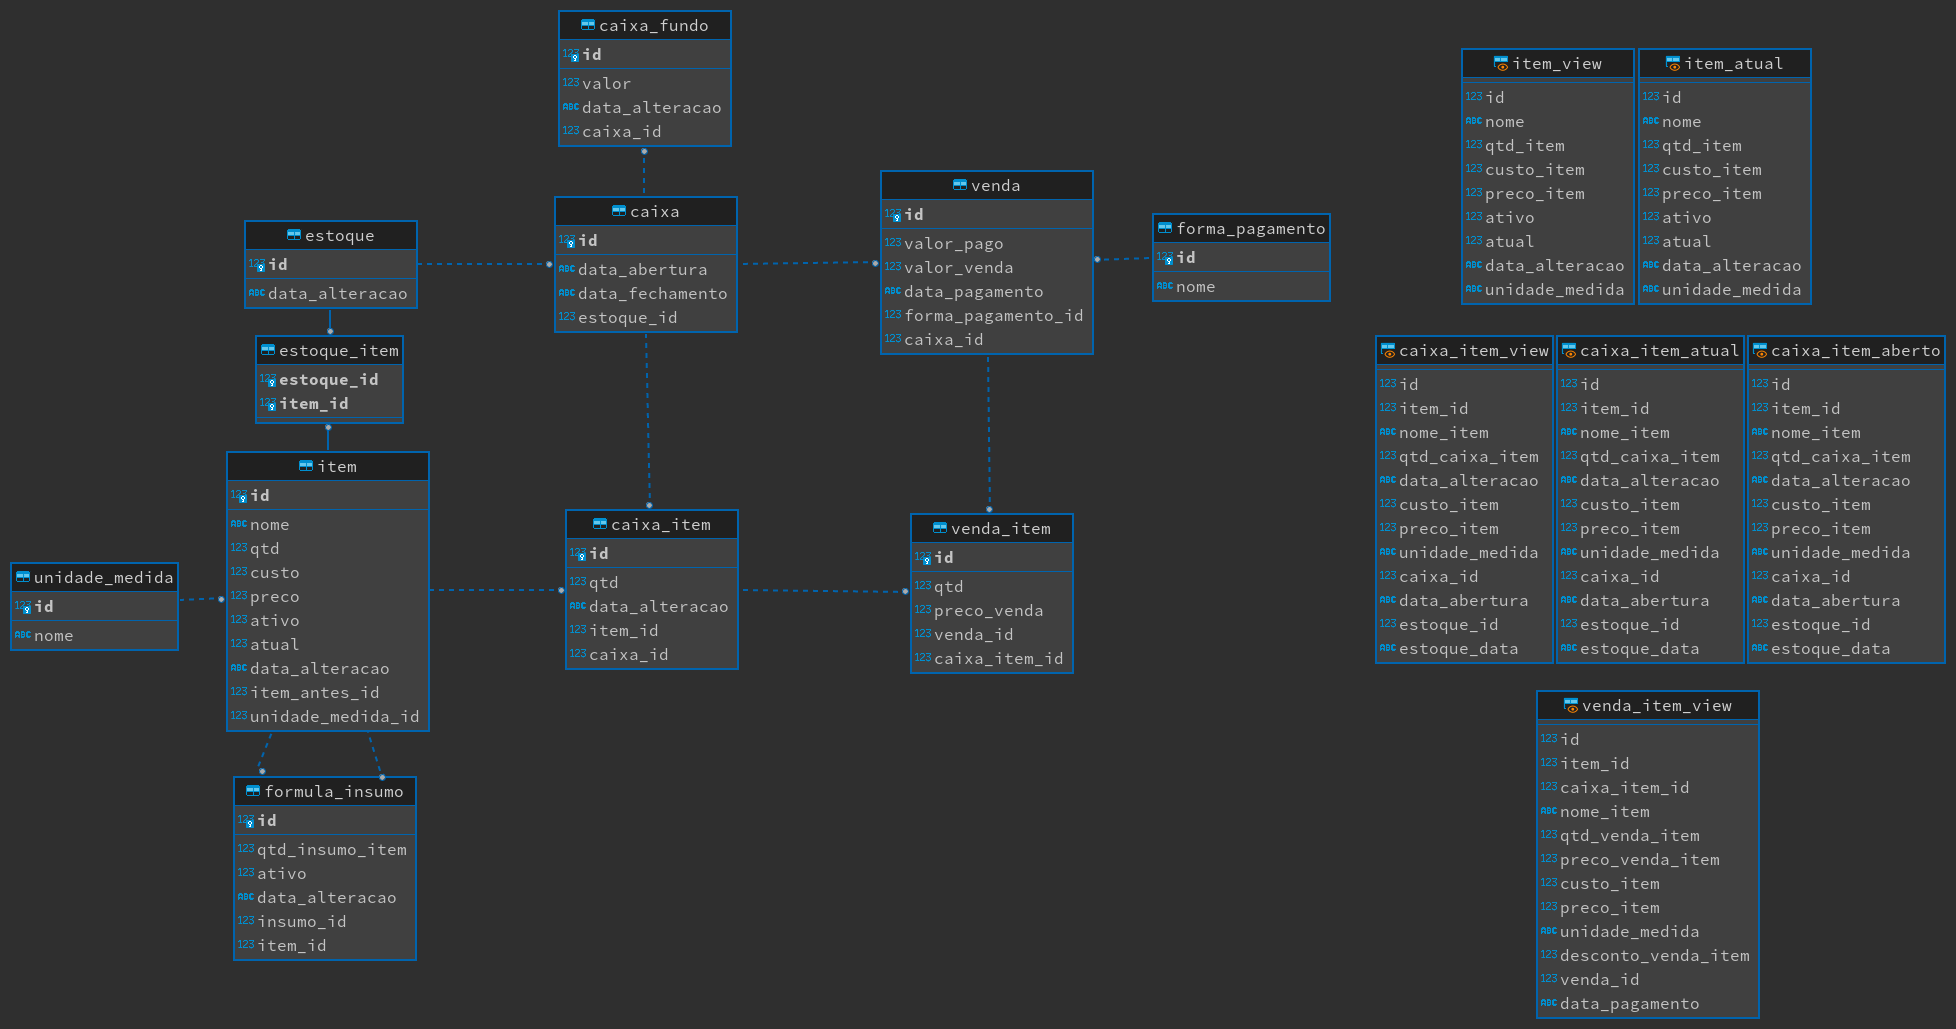 caixa_fundo
123 id
123 valor
ABC data_alteracao
123 caixa_id
estoque
123 id
ABC data_alteracao
caixa
123 id
ABC data_abertura
ABC data_fechamento
123 estoque_id
venda
123 id
123 valor_pago
123 valor_venda
ABC data_pagamento
123 forma_pagamento_id
123 caixa_id
forma_pagamento
123 id
ABC nome
estoque_item
123 estoque_id
123 item_id
unidade_medida
123 id
ABC nome
item
123 id
ABC nome
123 qtd
123 custo
123 preco
123 ativo
123 atual
ABC data_alteracao
123 item_antes_id
123 unidade_medida_id
caixa_item
123 id
123 qtd
ABC data_alteracao
123 item_id
123 caixa_id
venda_item
123 id
123 qtd
123 preco_venda
123 venda_id
123 caixa_item_id
formula_insumo
123 id
123 qtd_insumo_item
123 ativo
ABC data_alteracao
123 insumo_id
123 item_id
item_view
123 id
ABC nome
123 qtd_item
123 custo_item
123 preco_item
123 ativo
123 atual
ABC data_alteracao
ABC unidade_medida
item_atual
123 id
ABC nome
123 qtd_item
123 custo_item
123 preco_item
123 ativo
123 atual
ABC data_alteracao
ABC unidade_medida
caixa_item_view
123 id
123 item_id
ABC nome_item
123 qtd_caixa_item
ABC data_alteracao
123 custo_item
123 preco_item
ABC unidade_medida
123 caixa_id
ABC data_abertura
123 estoque_id
ABC estoque_data
caixa_item_atual
123 id
123 item_id
ABC nome_item
123 qtd_caixa_item
ABC data_alteracao
123 custo_item
123 preco_item
ABC unidade_medida
123 caixa_id
ABC data_abertura
123 estoque_id
ABC estoque_data
caixa_item_aberto
123 id
123 item_id
ABC nome_item
123 qtd_caixa_item
ABC data_alteracao
123 custo_item
123 preco_item
ABC unidade_medida
123 caixa_id
ABC data_abertura
123 estoque_id
ABC estoque_data
venda_item_view
123 id
123 item_id
123 caixa_item_id
ABC nome_item
123 qtd_venda_item
123 preco_venda_item
123 custo_item
123 preco_item
ABC unidade_medida
123 desconto_venda_item
123 venda_id
ABC data_pagamento